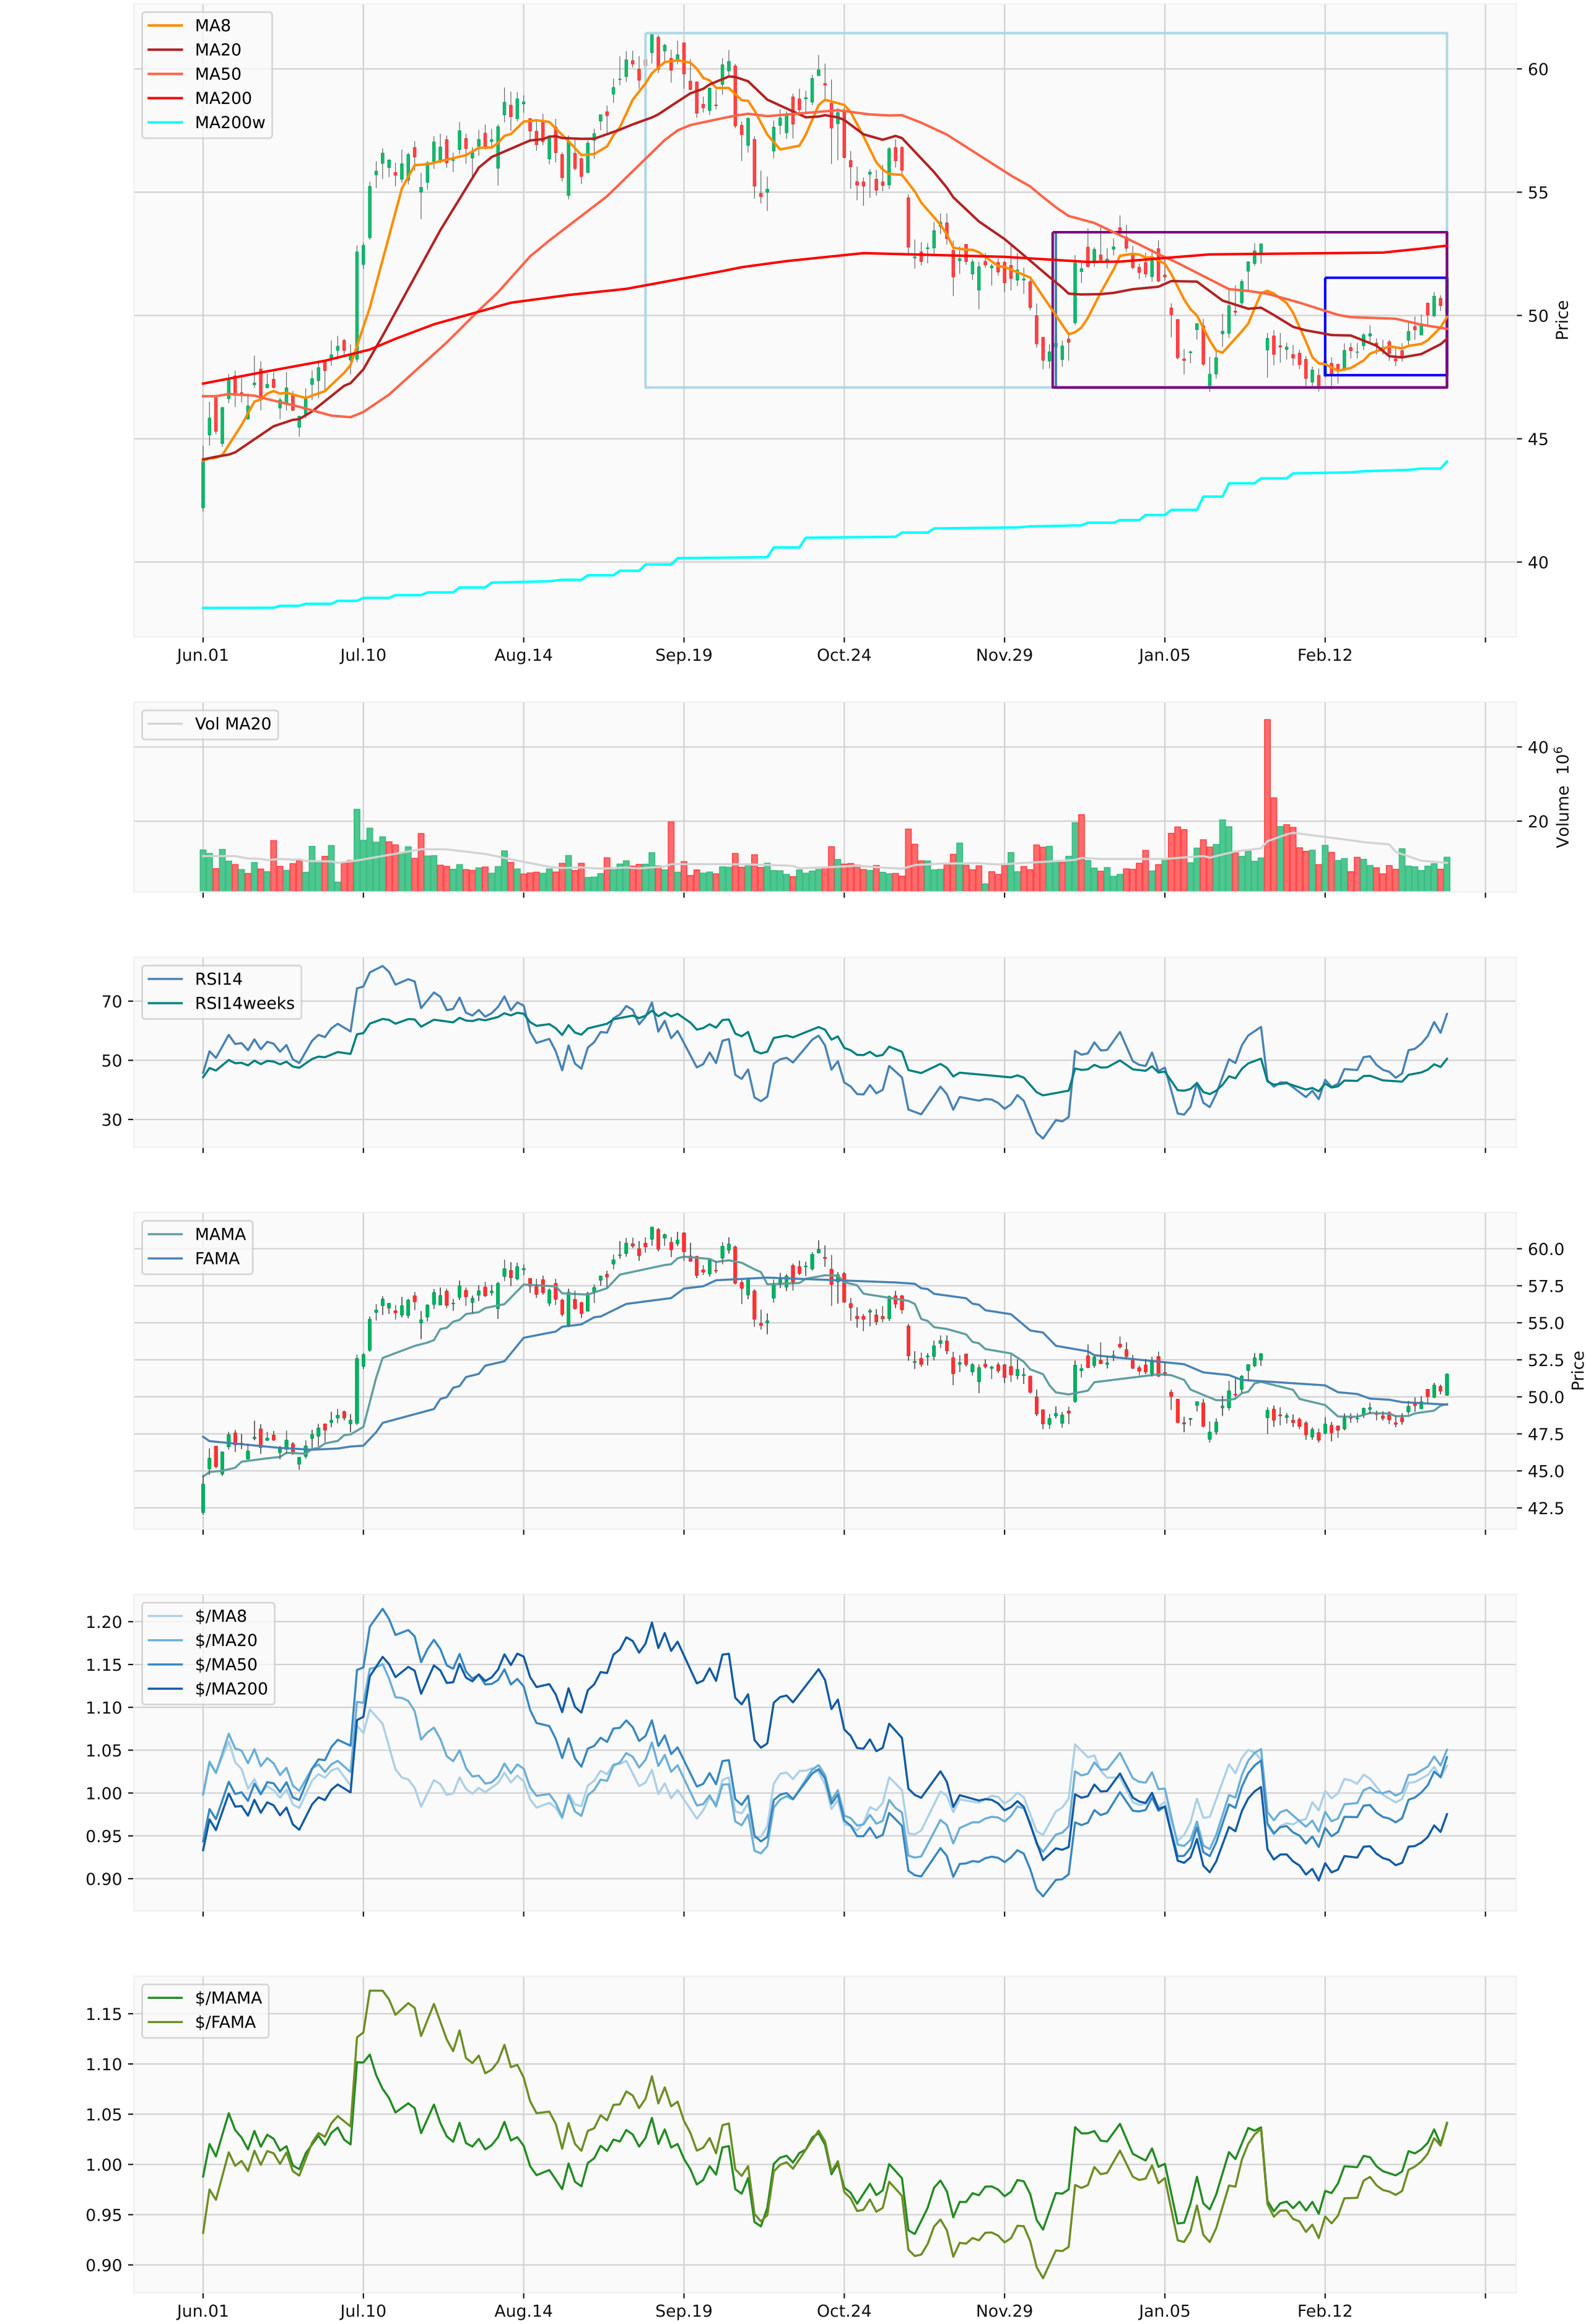 MA8
MA20
MA50
MA200
MA200w
60
55
50
45
40
Price
Jun.01 Jul.10 Aug.14 Sep.19 Oct.24 Nov.29 Jan.05 Feb.12
Vol MA20
40
20
Volume 10⁶
RSI14
RSI14weeks
70
50
30
MAMA
FAMA
60.0
57.5
55.0
52.5
50.0
47.5
45.0
42.5
Price
$/MA8
$/MA20
$/MA50
$/MA200
1.20
1.15
1.10
1.05
1.00
0.95
0.90
$/MAMA
$/FAMA
1.15
1.10
1.05
1.00
0.95
0.90
Jun.01 Jul.10 Aug.14 Sep.19 Oct.24 Nov.29 Jan.05 Feb.12